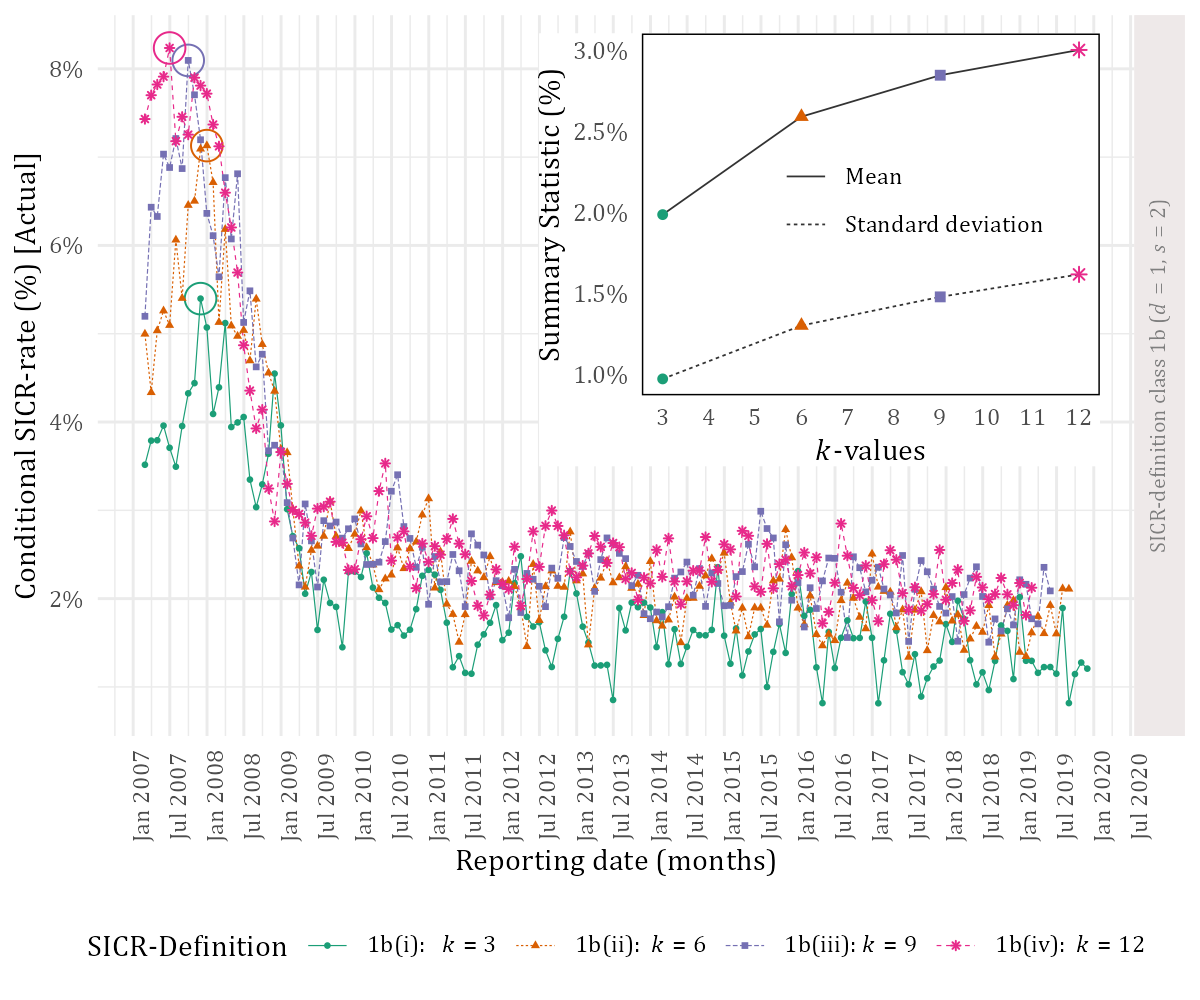 Conditional SICR-rate (%) [Actual]
8%
6%
4%
2%
Summary Statistic (%)
3.0%
2.5%
2.0%
1.5%
1.0%
Mean
Standard deviation
3 4 5 6 7 8 9 10 11 12
k-values
SICR-definition class 1b (d = 1, s = 2)
Jan 2007
Jul 2007
Jan 2008
Jul 2008
Jan 2009
Jul 2009
Jan 2010
Jul 2010
Jan 2011
Jul 2011
Jan 2012
Jul 2012
Jan 2013
Jul 2013
Jan 2014
Jul 2014
Jan 2015
Jul 2015
Jan 2016
Jul 2016
Jan 2017
Jul 2017
Jan 2018
Jul 2018
Jan 2019
Jul 2019
Jan 2020
Jul 2020
Reporting date (months)
SICR-Definition 1b(i): k = 3 1b(ii): k = 6 1b(iii): k = 9 1b(iv): k = 12